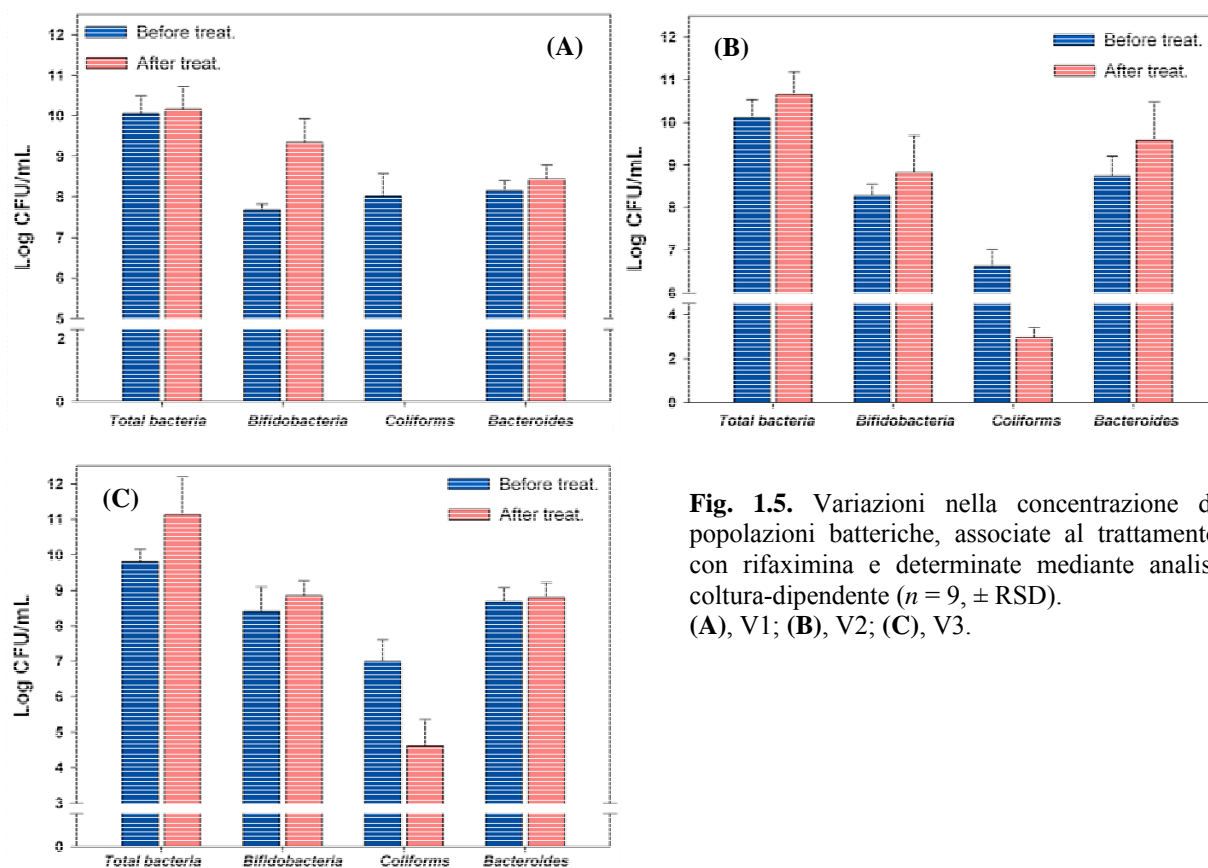 Before treat.
After treat.
(A)
Log CFU/mL
12
11
10
9
8
7
6
5
2
0
Total bacteria Bifidobacteria Coliforms Bacteroides
(B)
Before treat.
After treat.
Log CFU/mL
12
11
10
9
8
7
6
4
2
0
Total bacteria Bifidobacteria Coliforms Bacteroides
(C)
Before treat.
After treat.
Log CFU/mL
12
11
10
9
8
7
6
5
4
3
0
Total bacteria Bifidobacteria Coliforms Bacteroides
Fig. 1.5. Variazioni nella concentrazione d
popolazioni batteriche, associate al trattamento
con rifaximina e determinate mediante analis
coltura-dipendente (n = 9, ± RSD).
(A), V1; (B), V2; (C), V3.